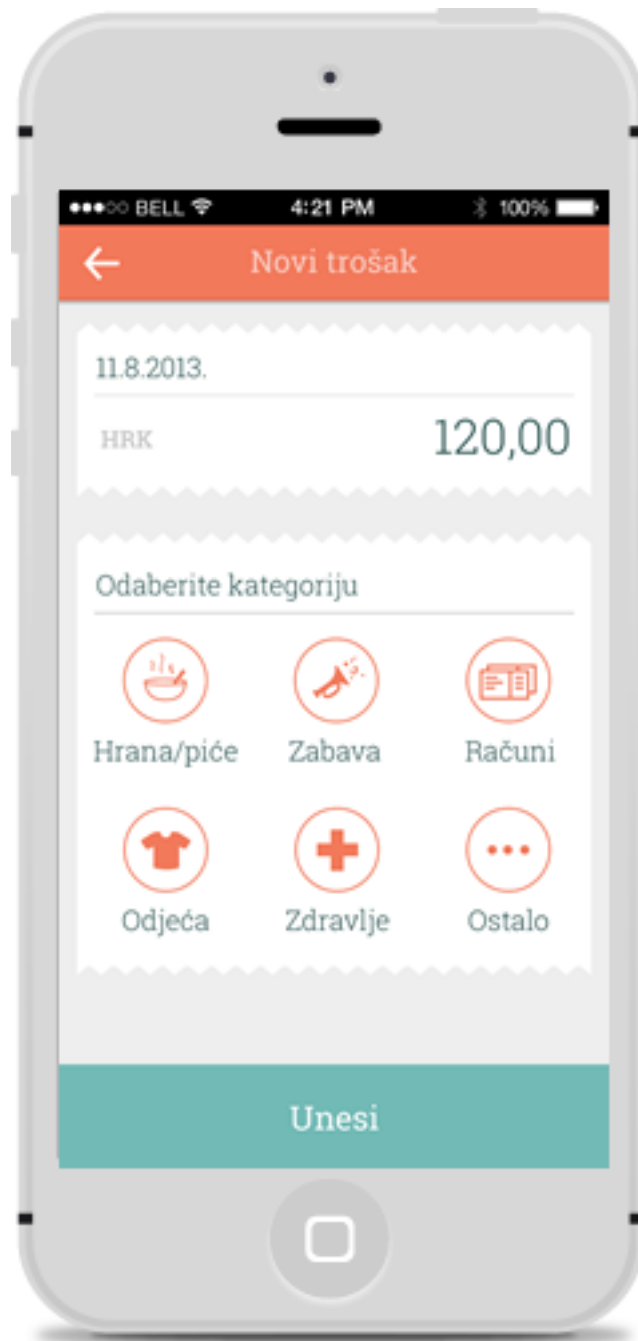 BELL 4:21 PM 100%
Novi trošak
11.8.2013.
HRK 120,00
Odaberite kategoriju
Hrana/piće Zabava Računi
Odjeća Zdravlje Ostalo
Unesi